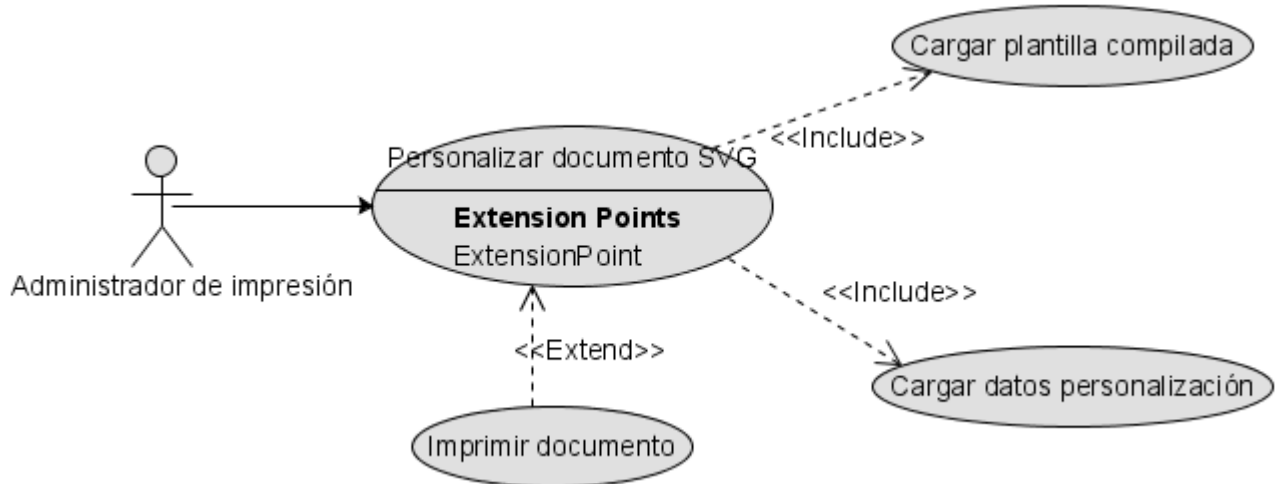 Cargar plantilla compilada
<<Include>>
Personalizar documento SVG
Extension Points
ExtensionPoint
Administrador de impresión
<<Include>>
<<Extend>>
Cargar datos personalización
Imprimir documento